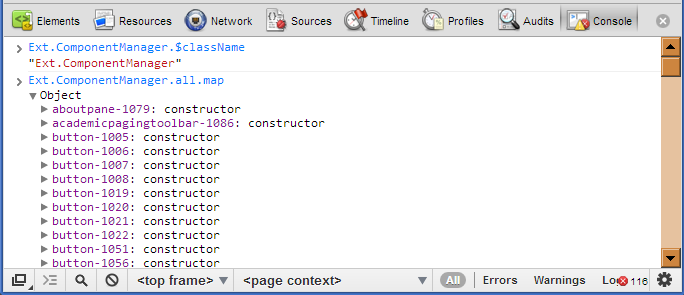 Elements Resources Network Sources Timeline Profiles Audits Console
> Ext.ComponentManager.$className
"Ext.ComponentManager"
> Ext.ComponentManager.all.map
▼Object
▶ aboutpane-1079: constructor
▶ academicpagingtoolbar-1086: constructor
▶ button-1005: constructor
▶ button-1006: constructor
▶ button-1007: constructor
▶ button-1008: constructor
▶ button-1019: constructor
▶ button-1020: constructor
▶ button-1021: constructor
▶ button-1022: constructor
▶ button-1051: constructor
▶ button-1056: constructor
<top frame> ▼ <page context> ▼ All Errors Warnings Lo 116